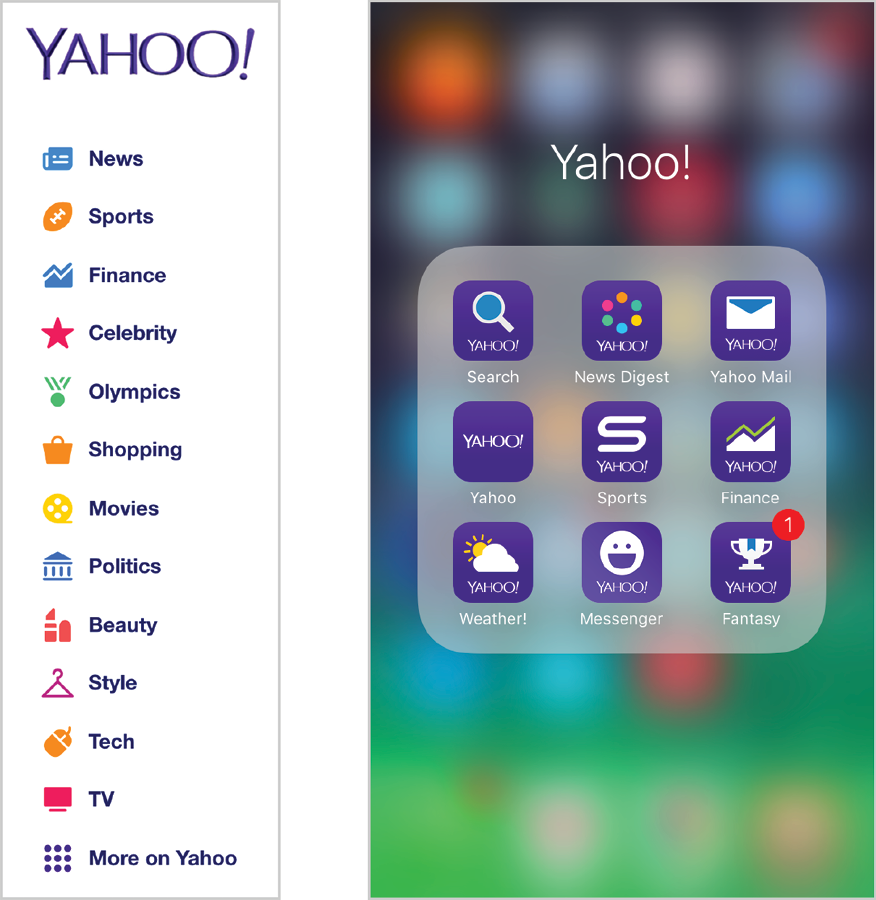 YAHOO!
News
Sports
Finance
Celebrity
Olympics
Shopping
Movies
Politics
Beauty
Style
Tech
TV
More on Yahoo
Yahoo!
YAHOO! YAHOO! YAHOO!
Search News Digest Yahoo Mail
YAHOO! YAHOO! YAHOO!
Yahoo Sports Finance
1
YAHOO! YAHOO! YAHOO!
Weather! Messenger Fantasy